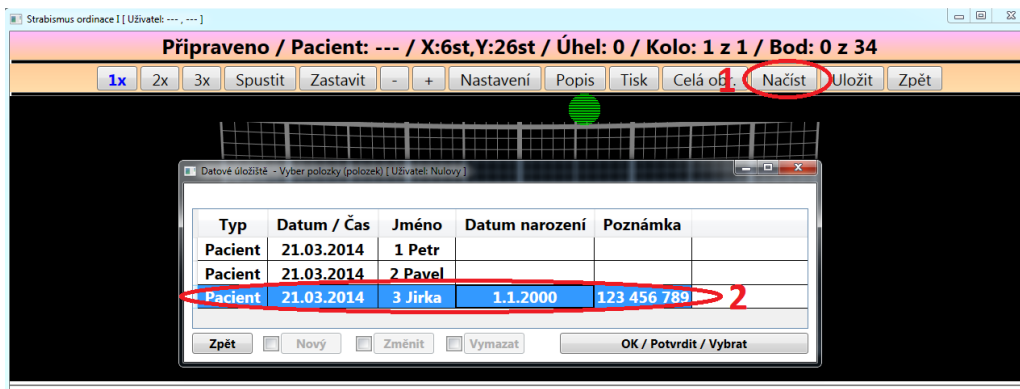 Strabismus ordinace I [ Uživatel: --- , --- ]
Připraveno / Pacient: --- / X:6st,Y:26st / Úhel: 0 / Kolo: 1 z 1 / Bod: 0 z 34
1x 2x 3x Spustit Zastavit - + Nastavení Popis Tisk Celá obr. 1 Načíst Uložit Zpět
Datové úložiště - Vyber polozky (polozek) [ Uživatel: Nulovy ]
Typ Datum / Čas Jméno Datum narození Poznámka
Pacient 21.03.2014 1 Petr
Pacient 21.03.2014 2 Pavel
Pacient 21.03.2014 3 Jirka 1.1.2000 123 456 789 2
Zpět Nový Změnit Vymazat OK / Potvrdit / Vybrat